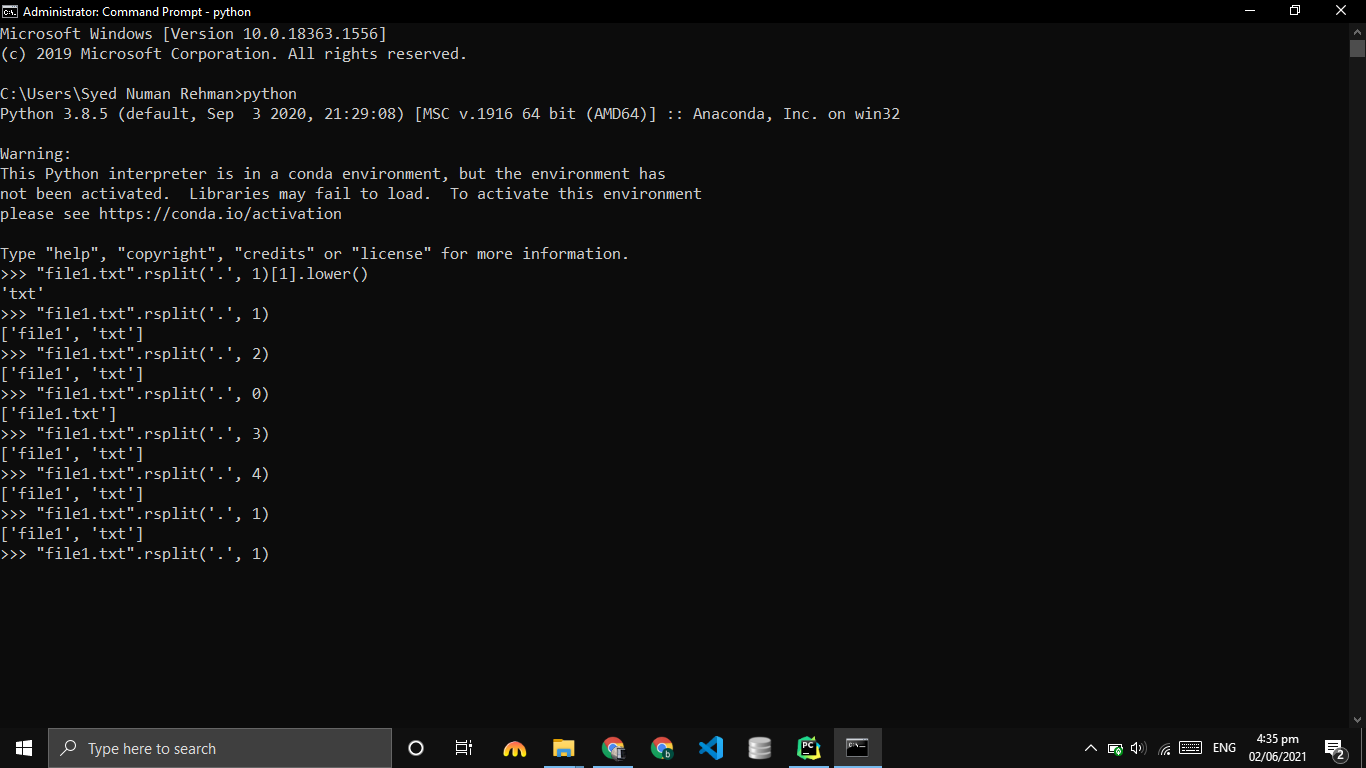 Administrator: Command Prompt - python
Microsoft Windows [Version 10.0.18363.1556]
(c) 2019 Microsoft Corporation. All rights reserved.
C:\Users\Syed Numan Rehman>python
Python 3.8.5 (default, Sep  3 2020, 21:29:08) [MSC v.1916 64 bit (AMD64)] :: Anaconda, Inc. on win32
Warning:
This Python interpreter is in a conda environment, but the environment has
not been activated.  Libraries may fail to load.  To activate this environment
please see https://conda.io/activation
Type "help", "copyright", "credits" or "license" for more information.
>>> "file1.txt".rsplit('.', 1)[1].lower()
'txt'
>>> "file1.txt".rsplit('.', 1)
['file1', 'txt']
>>> "file1.txt".rsplit('.', 2)
['file1', 'txt']
>>> "file1.txt".rsplit('.', 0)
['file1.txt']
>>> "file1.txt".rsplit('.', 3)
['file1', 'txt']
>>> "file1.txt".rsplit('.', 4)
['file1', 'txt']
>>> "file1.txt".rsplit('.', 1)
['file1', 'txt']
>>> "file1.txt".rsplit('.', 1)
Type here to search
PC
ENG
4:35 pm
02/06/2021
2